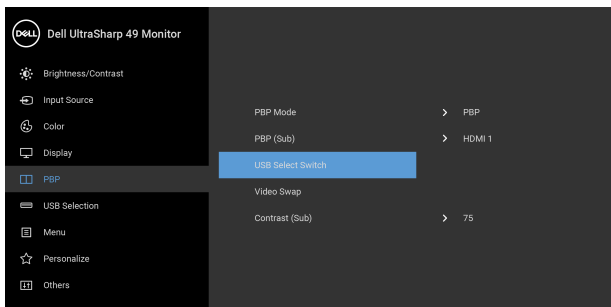 DELL Dell UltraSharp 49 Monitor
Brightness/Contrast
Input Source
Color
Display
PBP
USB Selection
Menu
Personalize
Others
PBP Mode > PBP
PBP (Sub) > HDMI 1
USB Select Switch
Video Swap
Contrast (Sub) > 75